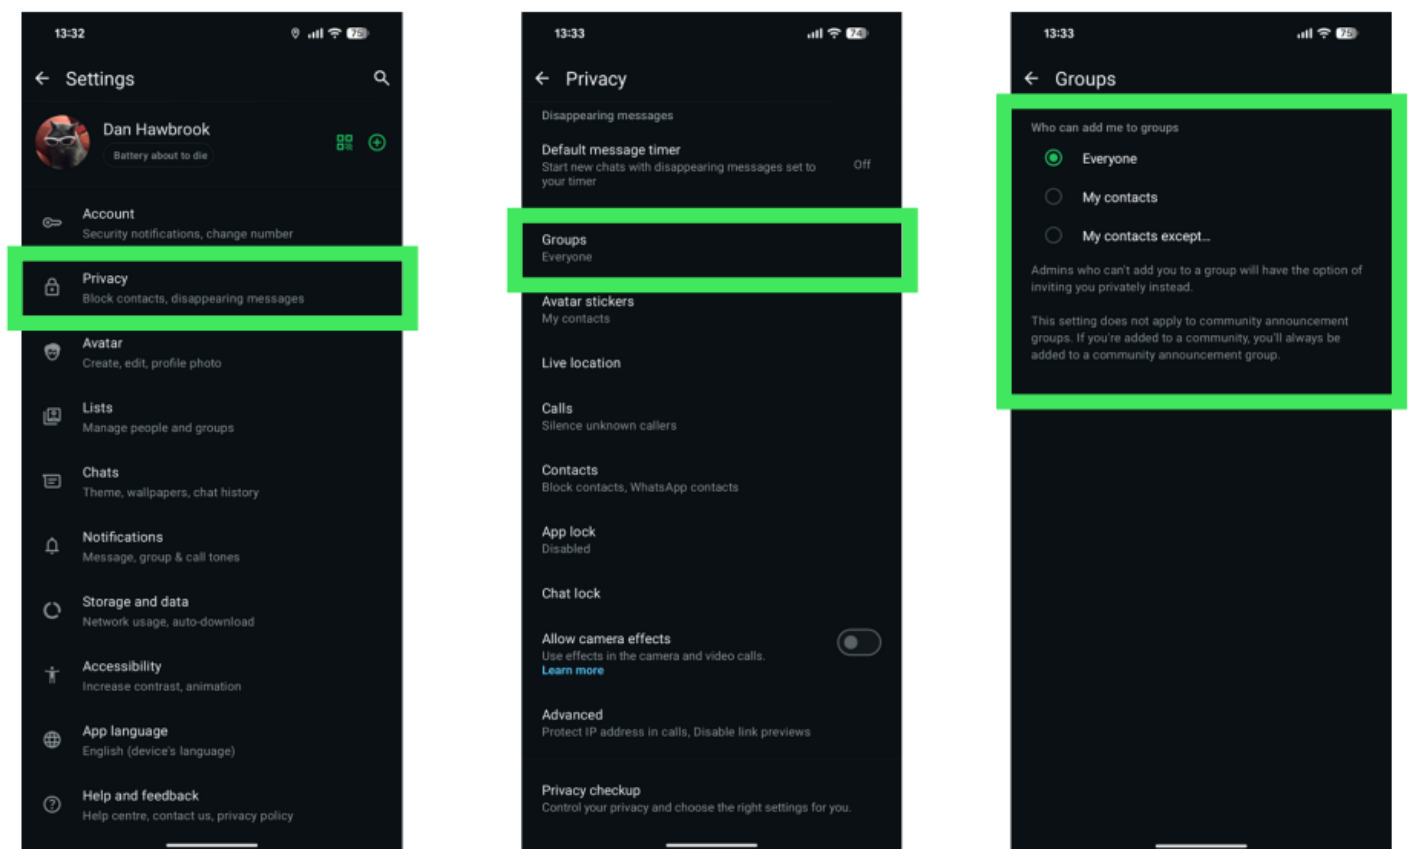 13:32
75
Settings
Dan Hawbrook
Battery about to die
Account
Security notifications, change number
Privacy
Block contacts, disappearing messages
Avatar
Create, edit, profile photo
Lists
Manage people and groups
Chats
Theme, wallpapers, chat history
Notifications
Message, group & call tones
Storage and data
Network usage, auto-download
Accessibility
Increase contrast, animation
App language
English (device's language)
Help and feedback
Help centre, contact us, privacy policy
13:33
74
Privacy
Disappearing messages
Default message timer
Start new chats with disappearing messages set to
your timer
Off
Groups
Everyone
Avatar stickers
My contacts
Live location
Calls
Silence unknown callers
Contacts
Block contacts, WhatsApp contacts
App lock
Disabled
Chat lock
Allow camera effects
Use effects in the camera and video calls.
Learn more
Advanced
Protect IP address in calls, Disable link previews
Privacy checkup
Control your privacy and choose the right settings for you.
13:33
75
Groups
Who can add me to groups
Everyone
My contacts
My contacts except...
Admins who can't add you to a group will have the option of
inviting you privately instead.
This setting does not apply to community announcement
groups. If you're added to a community, you'll always be
added to a community announcement group.